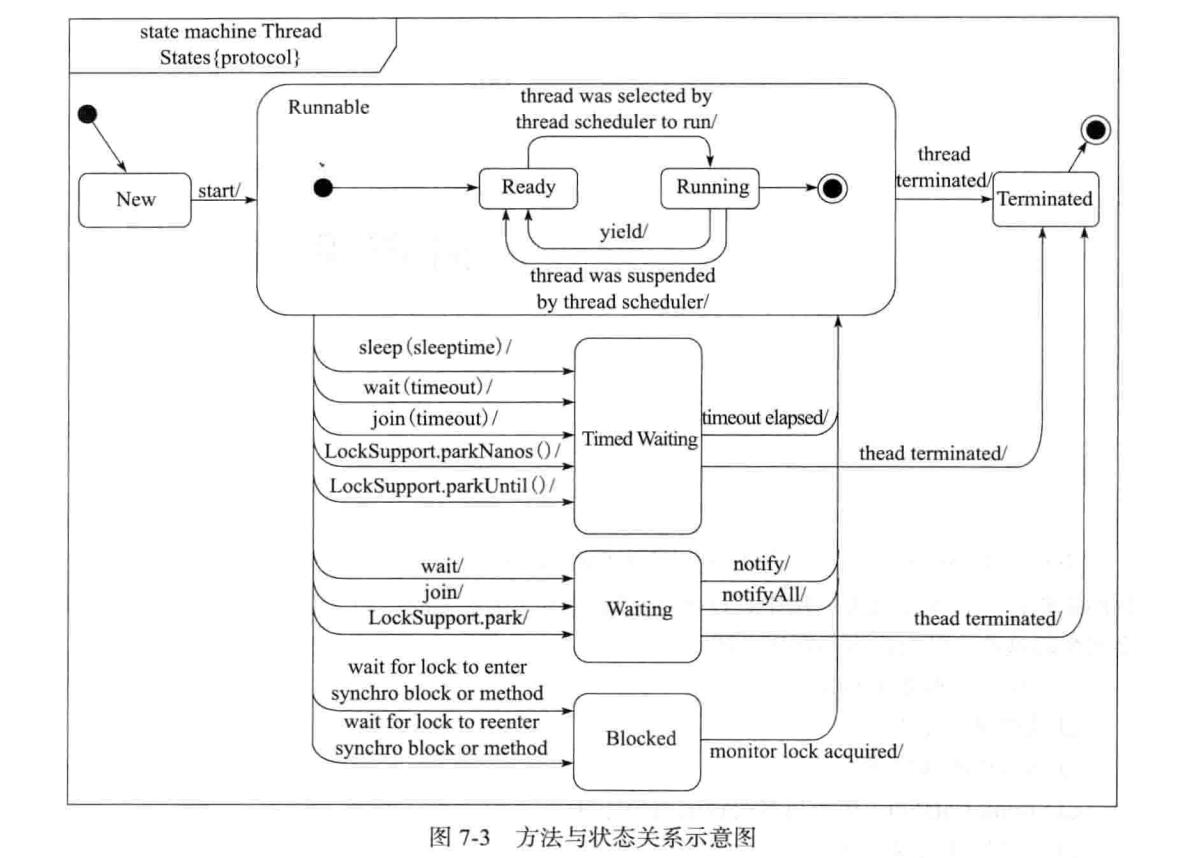 state machine Thread
States{protocol}
Runnable
thread was selected by
thread scheduler to run/
New
start/
Ready
Running
yield/
thread was suspended
by thread scheduler/
thread
terminated/
Terminated
sleep(sleeptime)/
wait(timeout)/
join(timeout)/
LockSupport.parkNanos()/
LockSupport.parkUntil()/
Timed Waiting
timeout elapsed/
thead terminated/
wait/
join/
LockSupport.park/
Waiting
notify/
notifyAll/
thead terminated/
wait for lock to enter
synchro block or method
wait for lock to reenter
synchro block or method
Blocked
monitor lock acquired/
图 7-3 方法与状态关系示意图